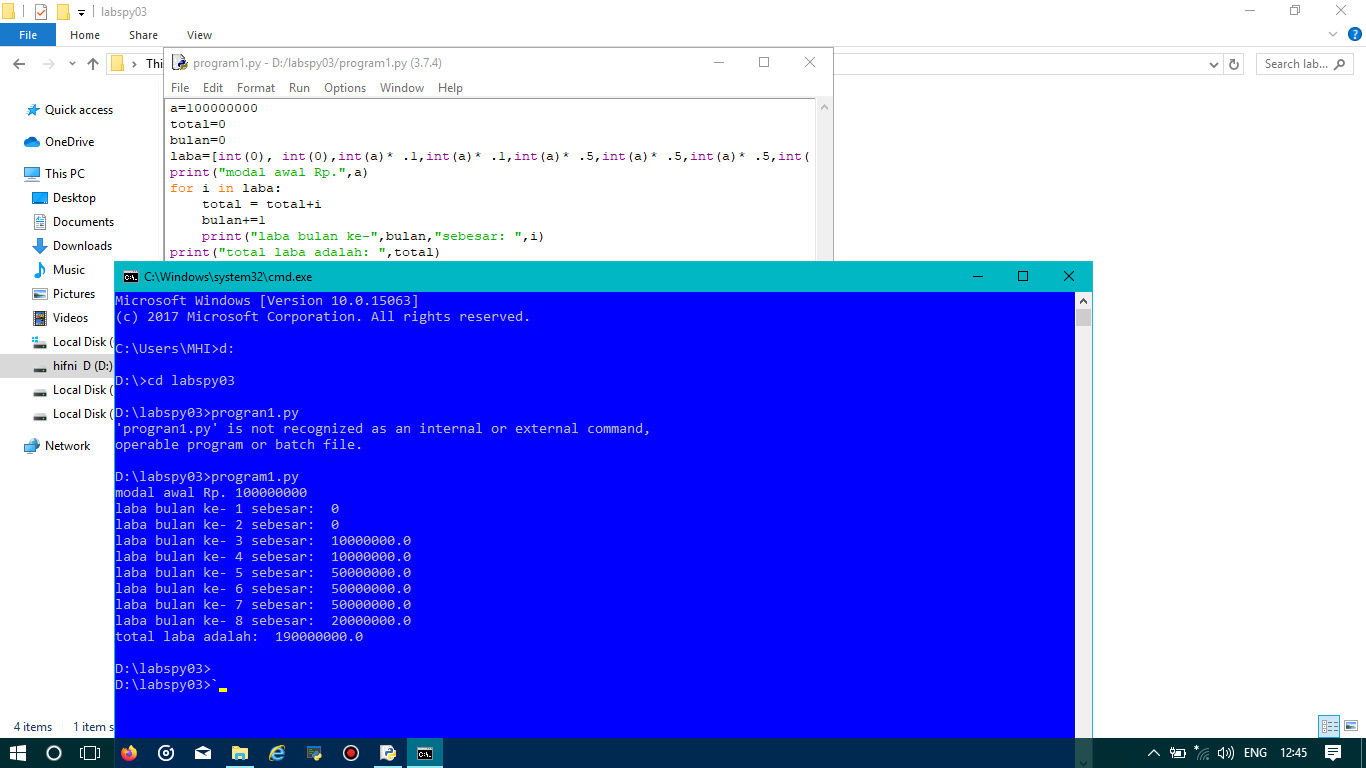 labspy03
File Home Share View
Thi
Search lab...
Quick access
OneDrive
This PC
Desktop
Documents
Downloads
Music
Pictures
Videos
Local Disk (
hifni D (D:)
Local Disk (
Local Disk (
Network
4 items 1 item s
program1.py - D:/labspy03/program1.py (3.7.4)
File Edit Format Run Options Window Help
a=100000000
total=0
bulan=0
laba=[int(0), int(0),int(a)* .1,int(a)* .1,int(a)* .5,int(a)* .5,int(a)* .5,int(
print("modal awal Rp.",a)
for i in laba:
total = total+i
bulan+=1
print("laba bulan ke-",bulan,"sebesar: ",i)
print("total laba adalah: ",total)
C:\Windows\system32\cmd.exe
Microsoft Windows [Version 10.0.15063]
(c) 2017 Microsoft Corporation. All rights reserved.
C:\Users\MHI>d:
D:\>cd labspy03
D:\labspy03>progran1.py
'progran1.py' is not recognized as an internal or external command,
operable program or batch file.
D:\labspy03>program1.py
modal awal Rp. 100000000
laba bulan ke- 1 sebesar:  0
laba bulan ke- 2 sebesar:  0
laba bulan ke- 3 sebesar:  10000000.0
laba bulan ke- 4 sebesar:  10000000.0
laba bulan ke- 5 sebesar:  50000000.0
laba bulan ke- 6 sebesar:  50000000.0
laba bulan ke- 7 sebesar:  50000000.0
laba bulan ke- 8 sebesar:  20000000.0
total laba adalah:  190000000.0
D:\labspy03>
D:\labspy03>`
ENG 12:45